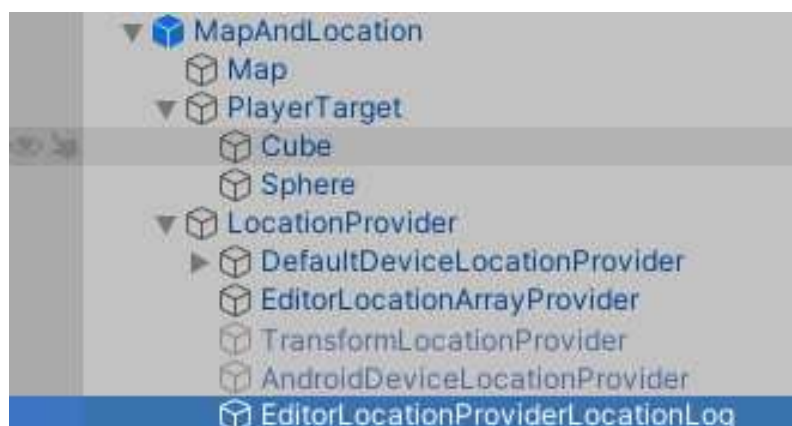 MapAndLocation
Map
PlayerTarget
Cube
Sphere
LocationProvider
DefaultDeviceLocationProvider
EditorLocationArrayProvider
TransformLocationProvider
AndroidDeviceLocationProvider
EditorLocationProviderLocationLog